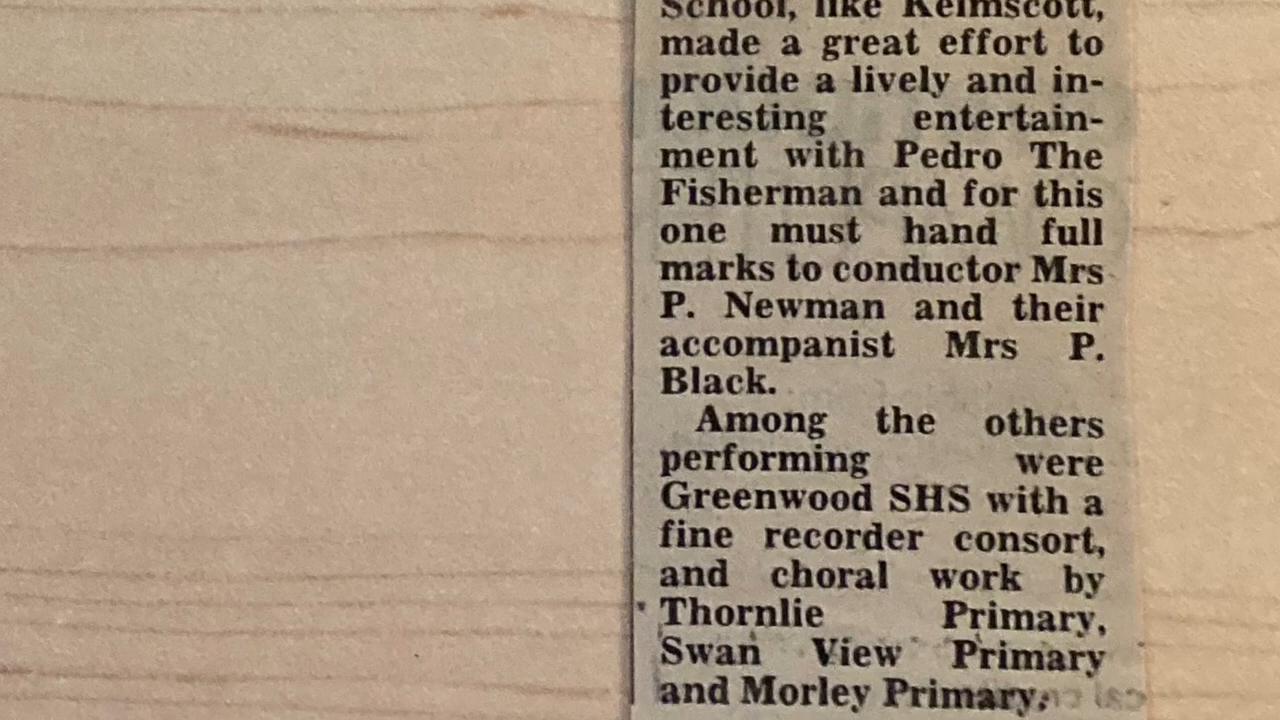 School, like Kelmscott,
made a great effort to
provide a lively and in-
teresting entertain-
ment with Pedro The
Fisherman and for this
one must hand full
marks to conductor Mrs
P. Newman and their
accompanist Mrs P.
Black.
Among the others
performing were
Greenwood SHS with a
fine recorder consort,
and choral work by
Thornlie Primary,
Swan View Primary
and Morley Primary.